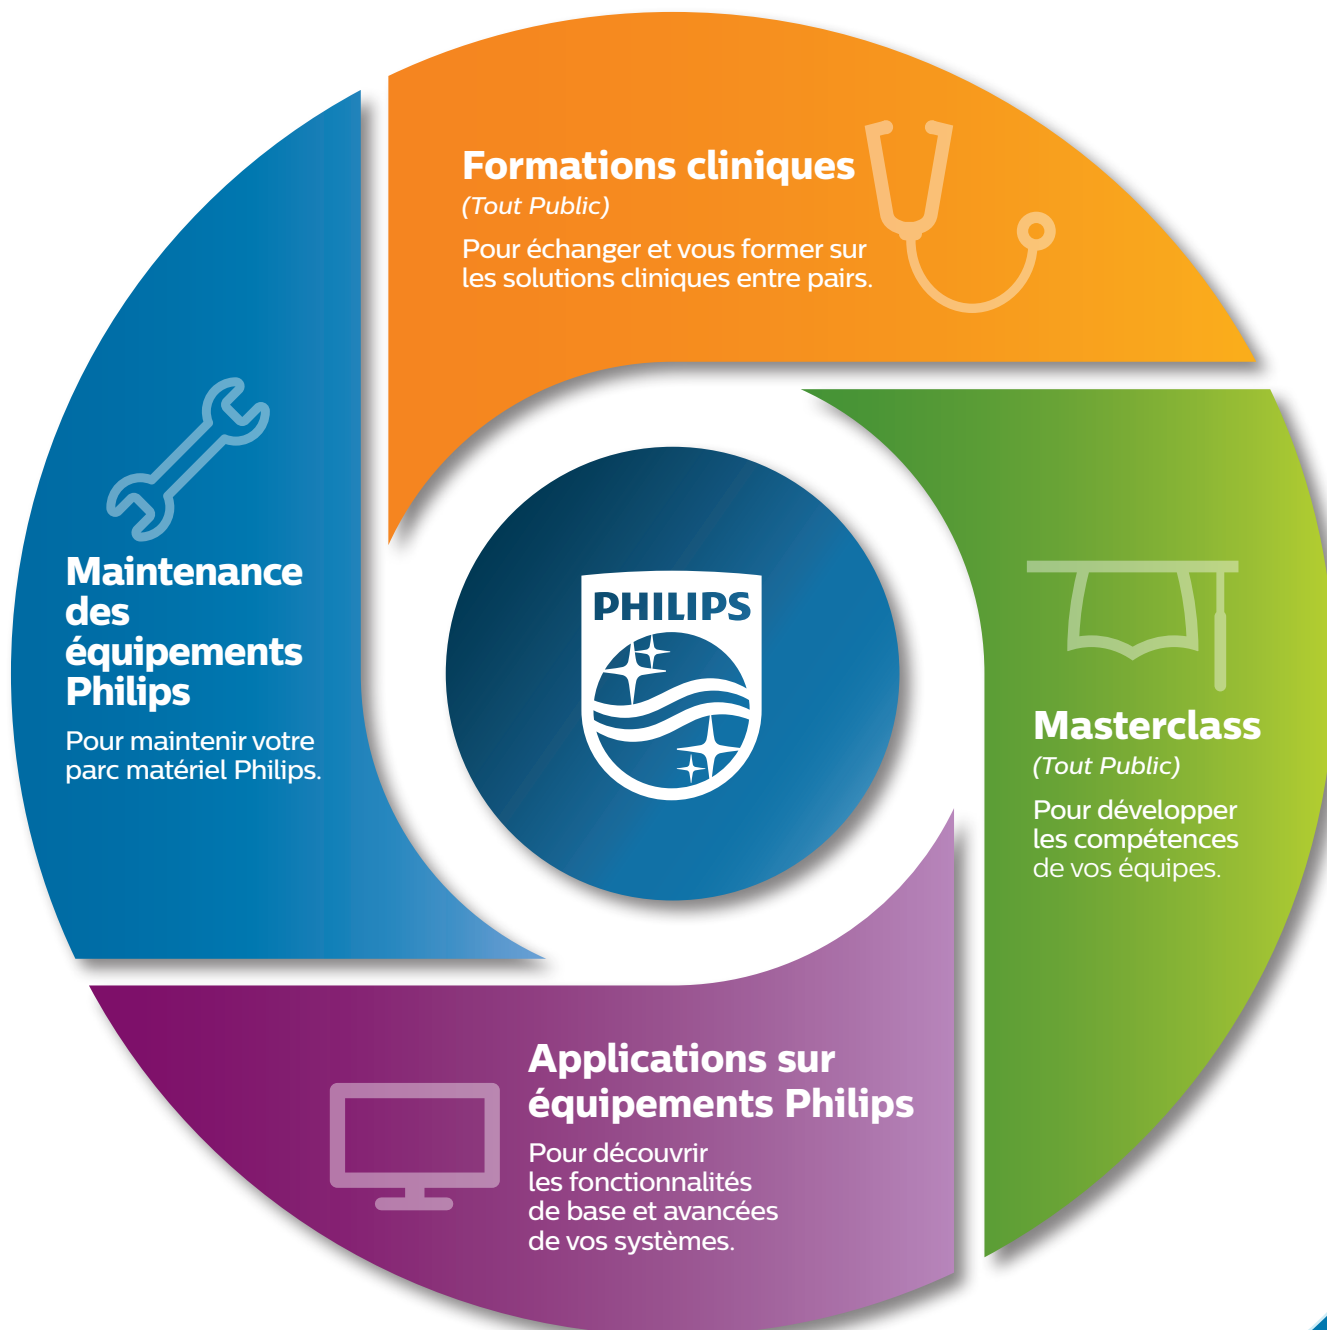 Formations cliniques
(Tout Public)
Pour échanger et vous former sur
les solutions cliniques entre pairs.
Maintenance
des
équipements
Philips
Pour maintenir votre
parc matériel Philips.
PHILIPS
Masterclass
(Tout Public)
Pour développer
les compétences
de vos équipes.
Applications sur
équipements Philips
Pour découvrir
les fonctionnalités
de base et avancées
de vos systèmes.